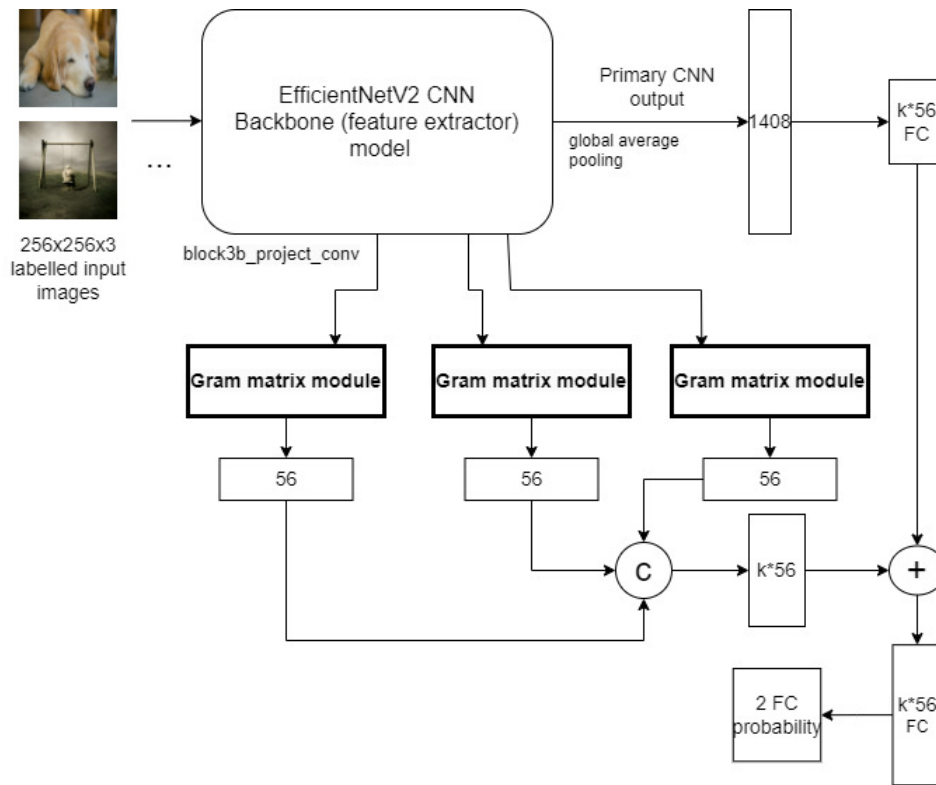 EfficientNetV2 CNN
Backbone (feature extractor)
model
Primary CNN
output
global average
pooling
1408
k*56
FC
...
256x256x3
labelled input
images
block3b_project_conv
Gram matrix module
Gram matrix module
Gram matrix module
56
56
56
C
k*56
+
2 FC
probability
k*56
FC